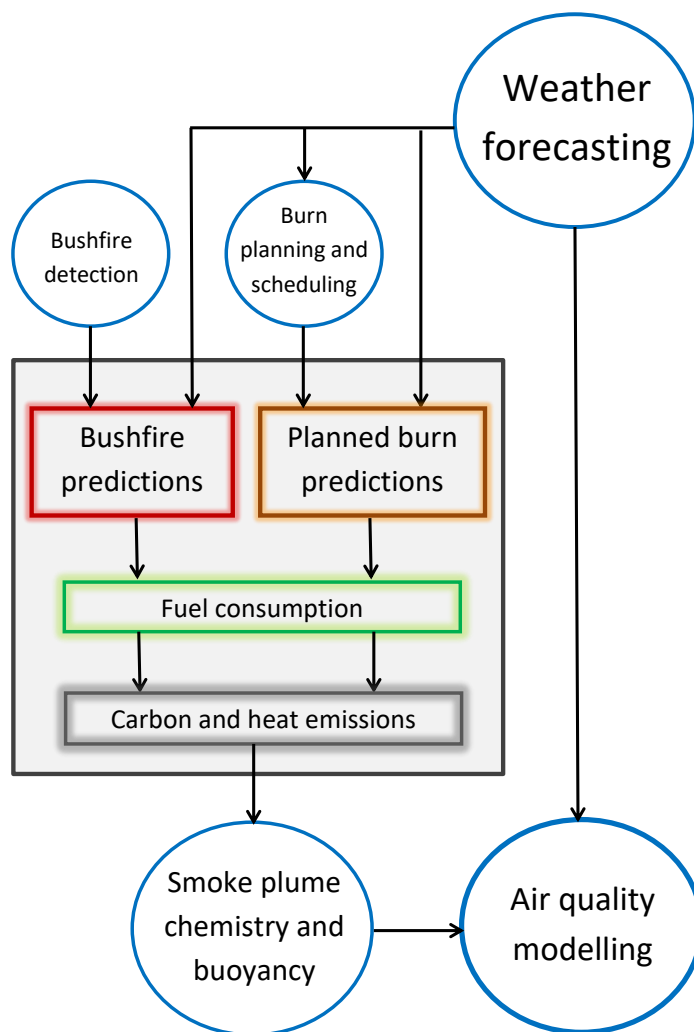 Weather
forecasting
Bushfire
detection
Burn
planning and
scheduling
Bushfire
predictions
Planned burn
predictions
Fuel consumption
Carbon and heat emissions
Smoke plume
chemistry and
buoyancy
Air quality
modelling